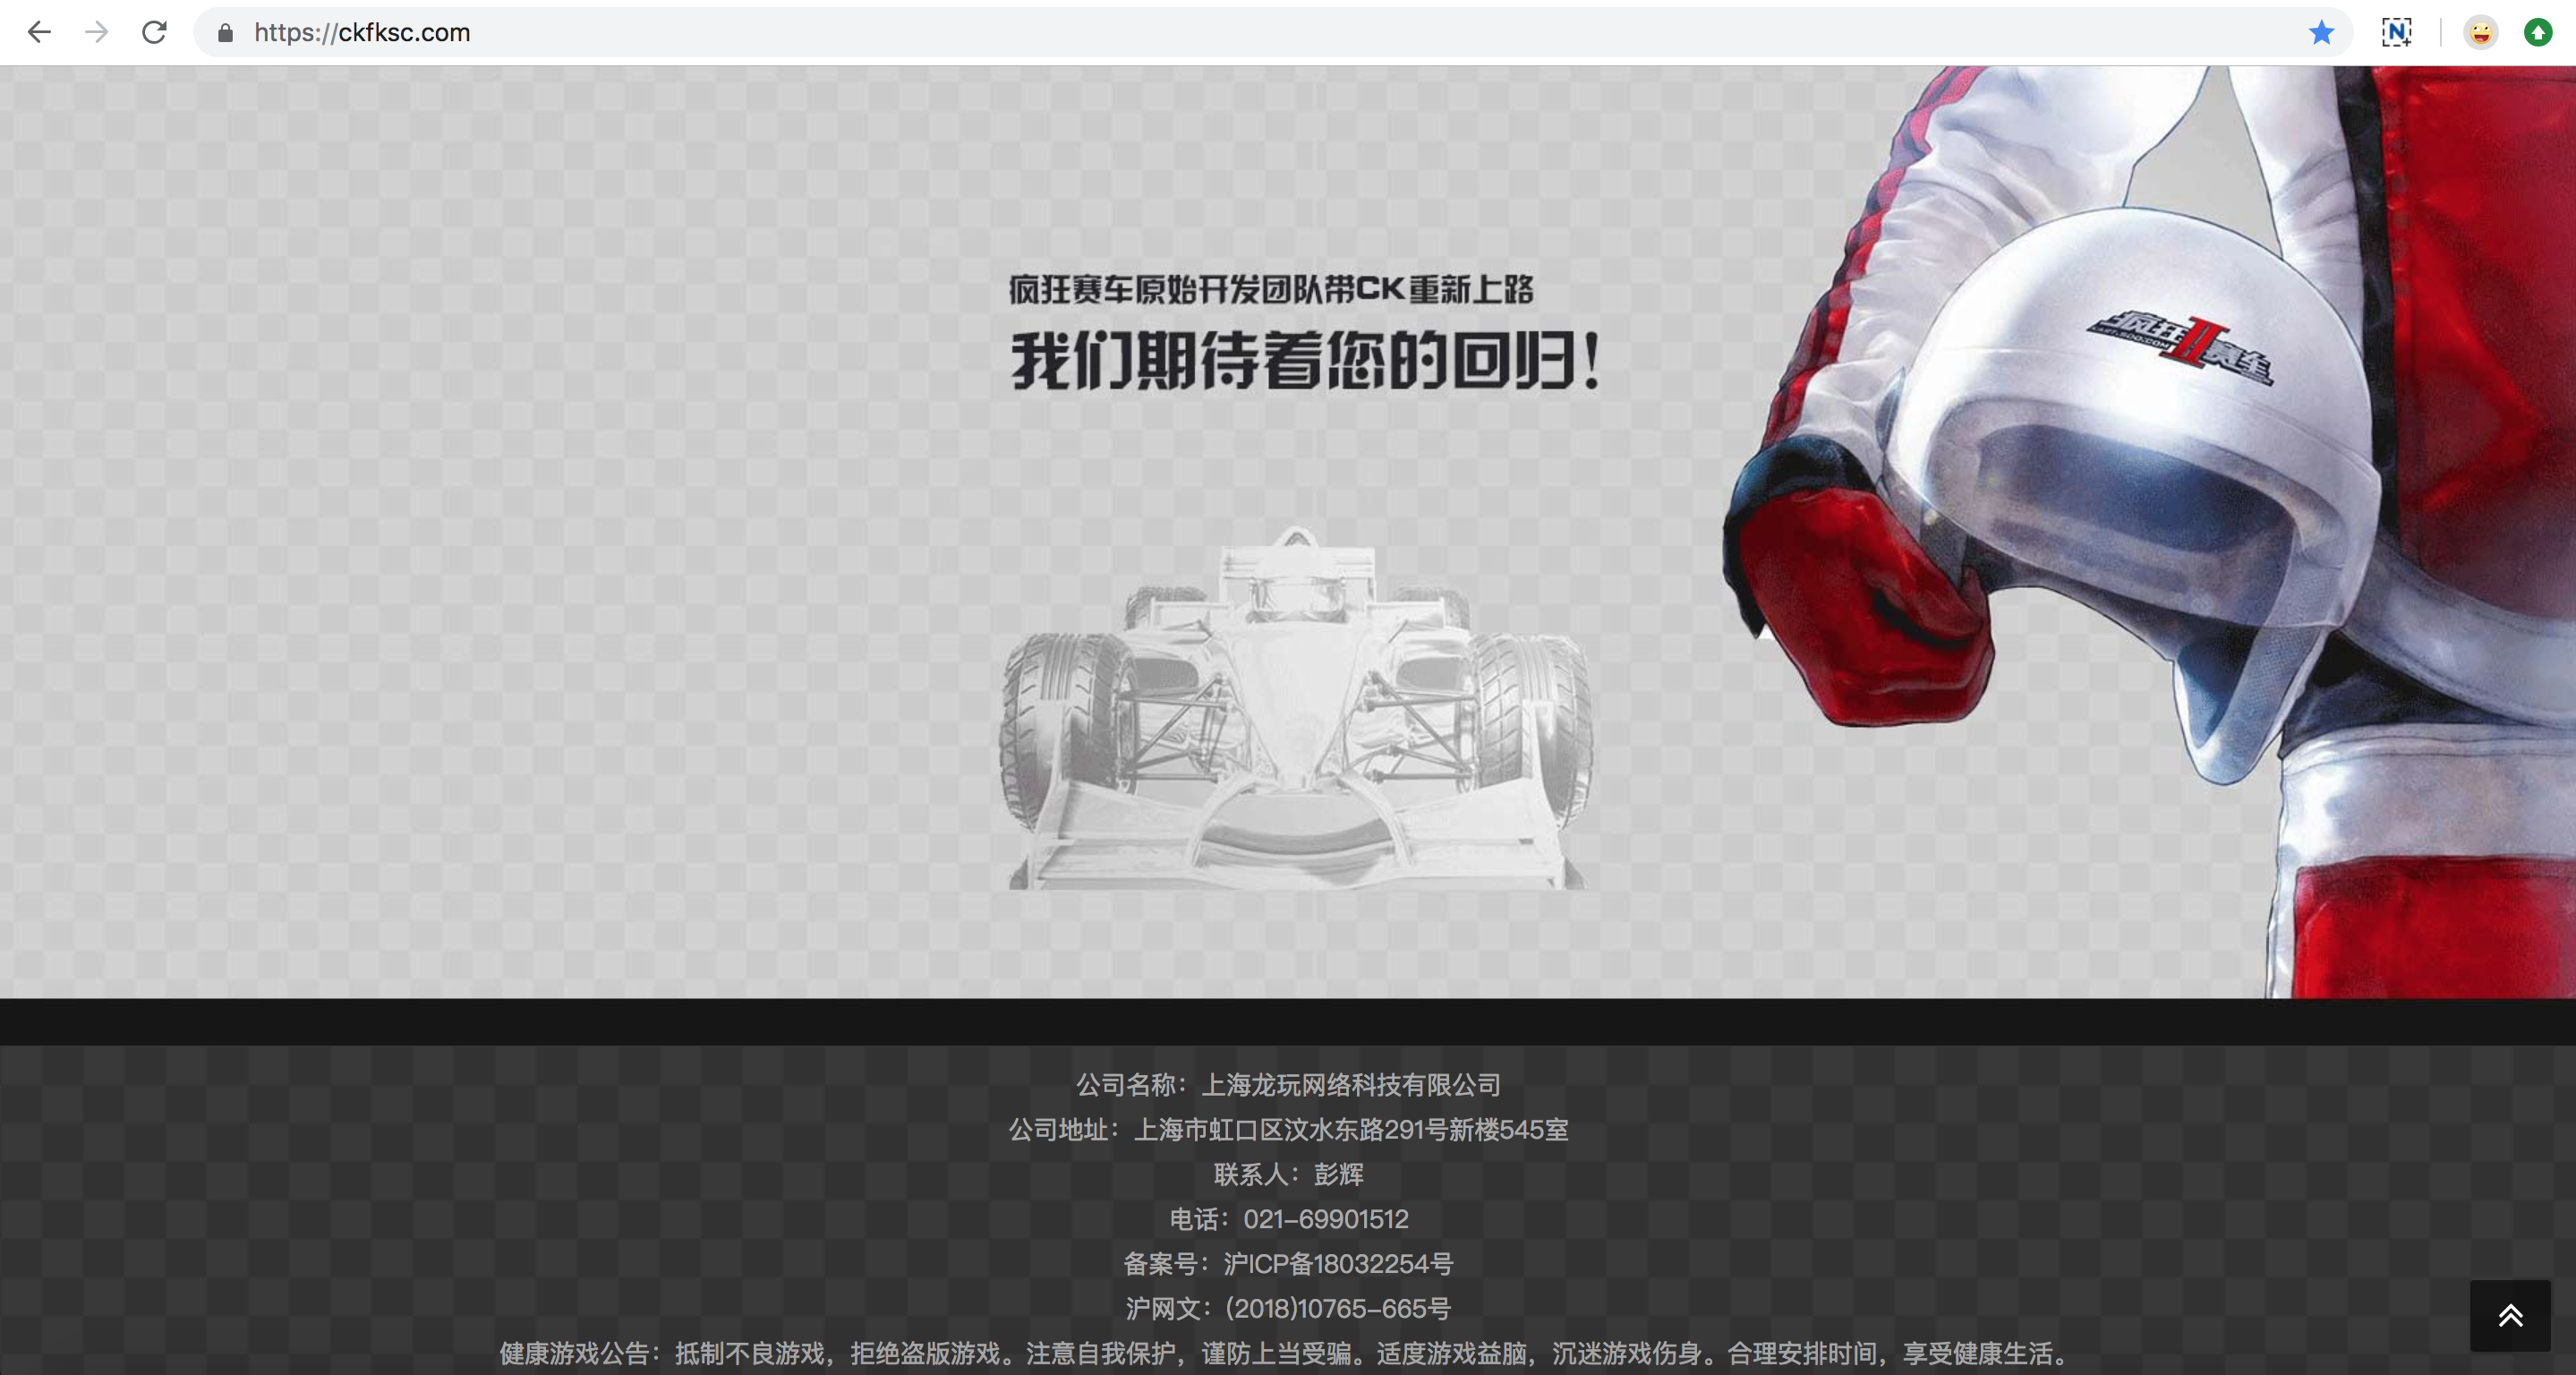 https://ckfksc.com
疯狂赛车原始开发团队带CK重新上路
我们期待着您的回归！
疯狂II赛车
公司名称：上海龙玩网络科技有限公司
公司地址：上海市虹口区汶水东路291号新楼545室
联系人：彭辉
电话：021-69901512
备案号：沪ICP备18032254号
沪网文：(2018)10765-665号
健康游戏公告：抵制不良游戏，拒绝盗版游戏。注意自我保护，谨防上当受骗。适度游戏益脑，沉迷游戏伤身。合理安排时间，享受健康生活。